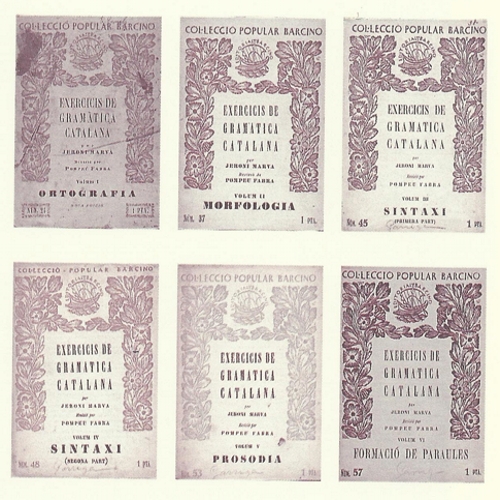 COL·LECCIÓ POPULAR BARCINO
EXERCICIS DE
GRAMÀTICA
CATALANA
per
JERONI MARVÀ
Revisats per
POMPEU FABRA
VOLUM I
ORTOGRAFIA
1 PTA.
COL·LECCIÓ POPULAR BARCINO
EXERCICIS DE
GRAMÀTICA
CATALANA
per
JERONI MARVÀ
POMPEU FABRA
VOLUM II
MORFOLOGIA
Núm. 37
1 PTA.
COL·LECCIÓ POPULAR BARCINO
EXERCICIS DE
GRAMÀTICA
CATALANA
per
JERONI MARVÀ
Revisió per
POMPEU FABRA
VOLUM III
SINTAXI
(PRIMERA PART)
Núm. 45
1 PTA.
COL·LECCIÓ POPULAR BARCINO
EXERCICIS DE
GRAMÀTICA
CATALANA
per
JERONI MARVÀ
Revisió per
POMPEU FABRA
VOLUM IV
SINTAXI
(SEGONA PART)
1 PTA.
COL·LECCIÓ POPULAR BARCINO
EXERCICIS DE
GRAMÀTICA
CATALANA
per
JERONI MARVÀ
Revisió per
POMPEU FABRA
VOLUM V
PROSODIA
Núm. 53
1 PTA.
COL·LECCIÓ POPULAR BARCINO
EXERCICIS DE
GRAMÀTICA
CATALANA
per
JERONI MARVÀ
Revisió per
POMPEU FABRA
VOLUM VI
FORMACIÓ DE PARAULES
Núm. 57
1 PTA.